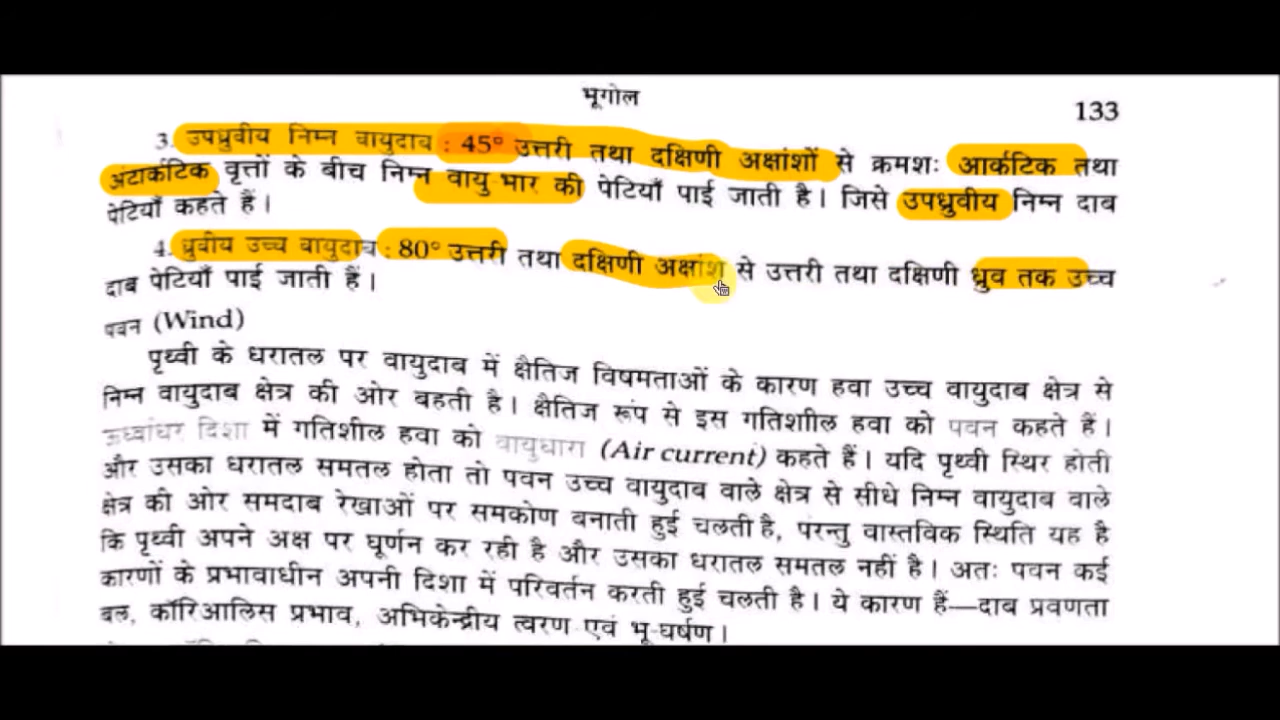 भूगोल 133
3. उपध्रुवीय निम्न वायुदाब : 45° उत्तरी तथा दक्षिणी अक्षांशों से क्रमशः आर्कटिक तथा
अंटार्कटिक वृत्तों के बीच निम्न वायु भार की पेटियाँ पाई जाती है। जिसे उपध्रुवीय निम्न दाब
पेटियाँ कहते हैं।
4. ध्रुवीय उच्च वायुदाब : 80° उत्तरी तथा दक्षिणी अक्षांश से उत्तरी तथा दक्षिणी ध्रुव तक उच्च
दाब पेटियाँ पाई जाती हैं।
पवन (Wind)
पृथ्वी के धरातल पर वायुदाब में क्षैतिज विषमताओं के कारण हवा उच्च वायुदाब क्षेत्र से
निम्न वायुदाब क्षेत्र की ओर बहती है। क्षैतिज रूप से इस गतिशाील हवा को पवन कहते हैं।
ऊर्ध्वाधर दिशा में गतिशील हवा को वायुधारा (Air current) कहते हैं। यदि पृथ्वी स्थिर होती
और उसका धरातल समतल होता तो पवन उच्च वायुदाब वाले क्षेत्र से सीधे निम्न वायुदाब वाले
क्षेत्र की ओर समदाब रेखाओं पर समकोण बनाती हुई चलती है, परन्तु वास्तविक स्थिति यह है
कि पृथ्वी अपने अक्ष पर घूर्णन कर रही है और उसका धरातल समतल नहीं है। अतः पवन कई
कारणों के प्रभावाधीन अपनी दिशा में परिवर्तन करती हुई चलती है। ये कारण हैं—दाब प्रवणता
बल, कॉरिआलिस प्रभाव, अभिकेन्द्रीय त्वरण एवं भू-घर्षण।